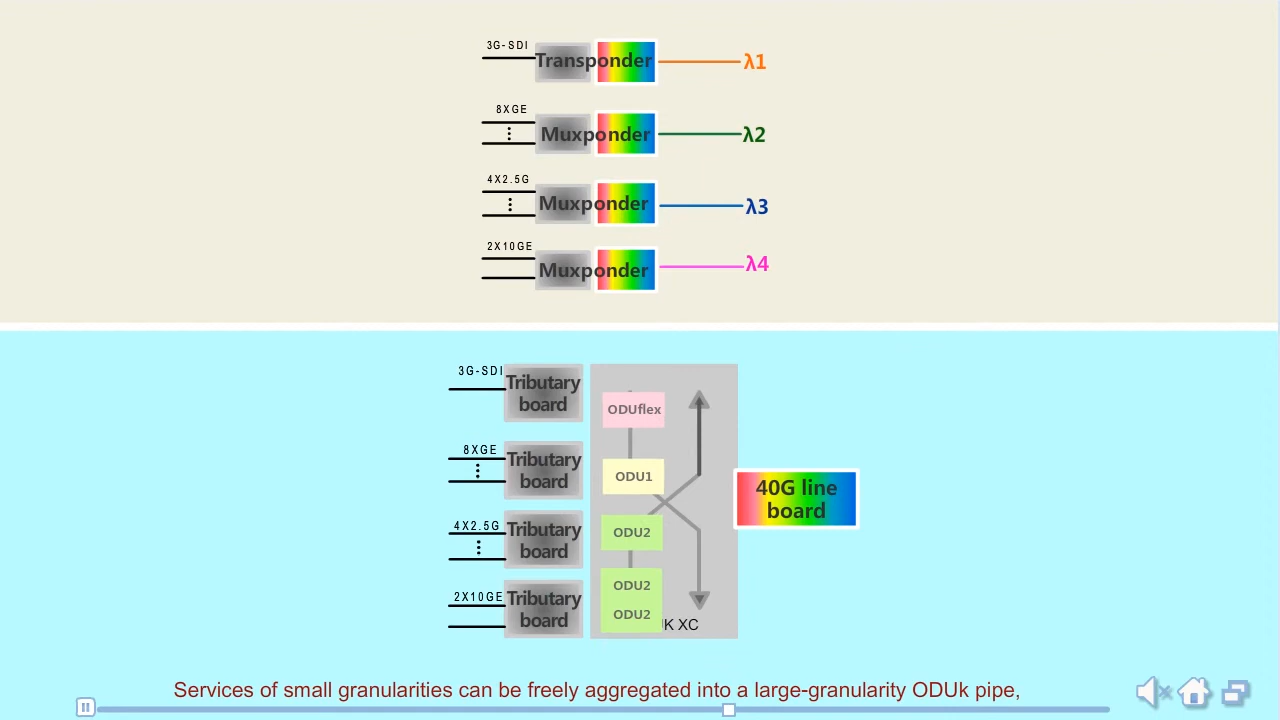 3G-SDI
Transponder
λ1
8XGE
Muxponder
λ2
4X2.5G
Muxponder
λ3
2X10GE
Muxponder
λ4
3G-SDI
Tributary
board
ODUflex
8XGE
Tributary
board
ODU1
40G line
board
4X2.5G
Tributary
board
ODU2
2X10GE
Tributary
board
ODU2
ODU2
K XC
Services of small granularities can be freely aggregated into a large-granularity ODUk pipe,